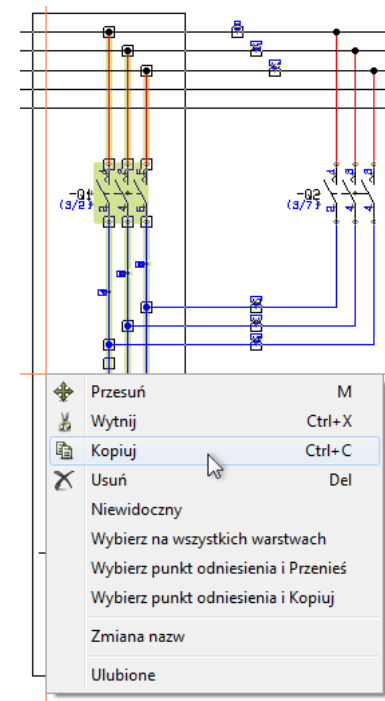 -Q1
(3/2)
-Q2
(3/7)
Przesuń M
Wytnij Ctrl+X
Kopiuj Ctrl+C
Usuń Del
Niewidoczny
Wybierz na wszystkich warstwach
Wybierz punkt odniesienia i Przenieś
Wybierz punkt odniesienia i Kopiuj
Zmiana nazw
Ulubione